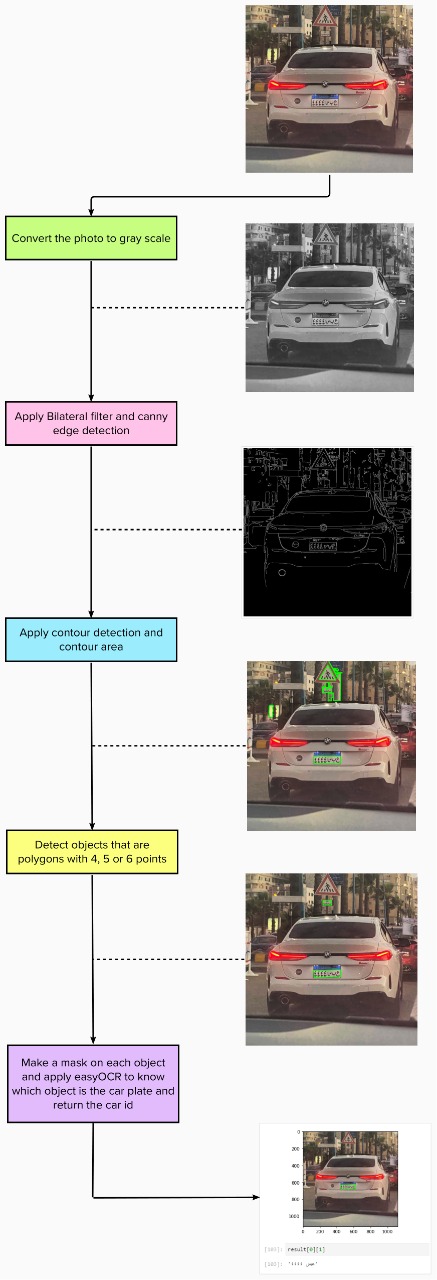 Convert the photo to gray scale
Apply Bilateral filter and canny
edge detection
Apply contour detection and
contour area
Detect objects that are
polygons with 4, 5 or 6 points
Make a mask on each object
and apply easyOCR to know
which object is the car plate and
return the car id
0
200
400
600
800
1000
0 200 400 600 800 1000
result[0][1]